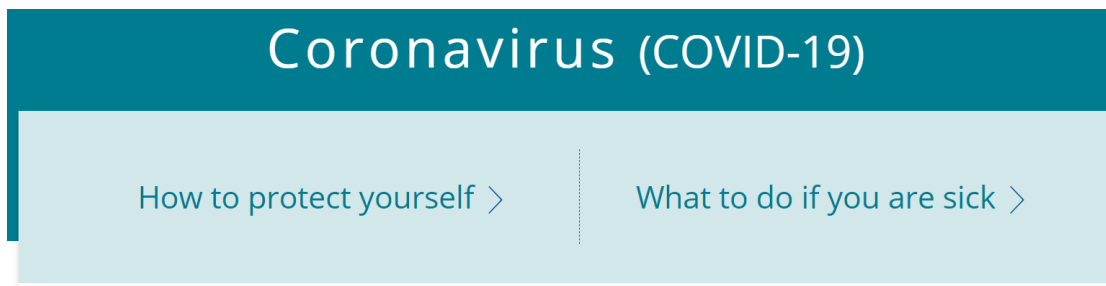 Coronavirus (COVID-19)
How to protect yourself >
What to do if you are sick >